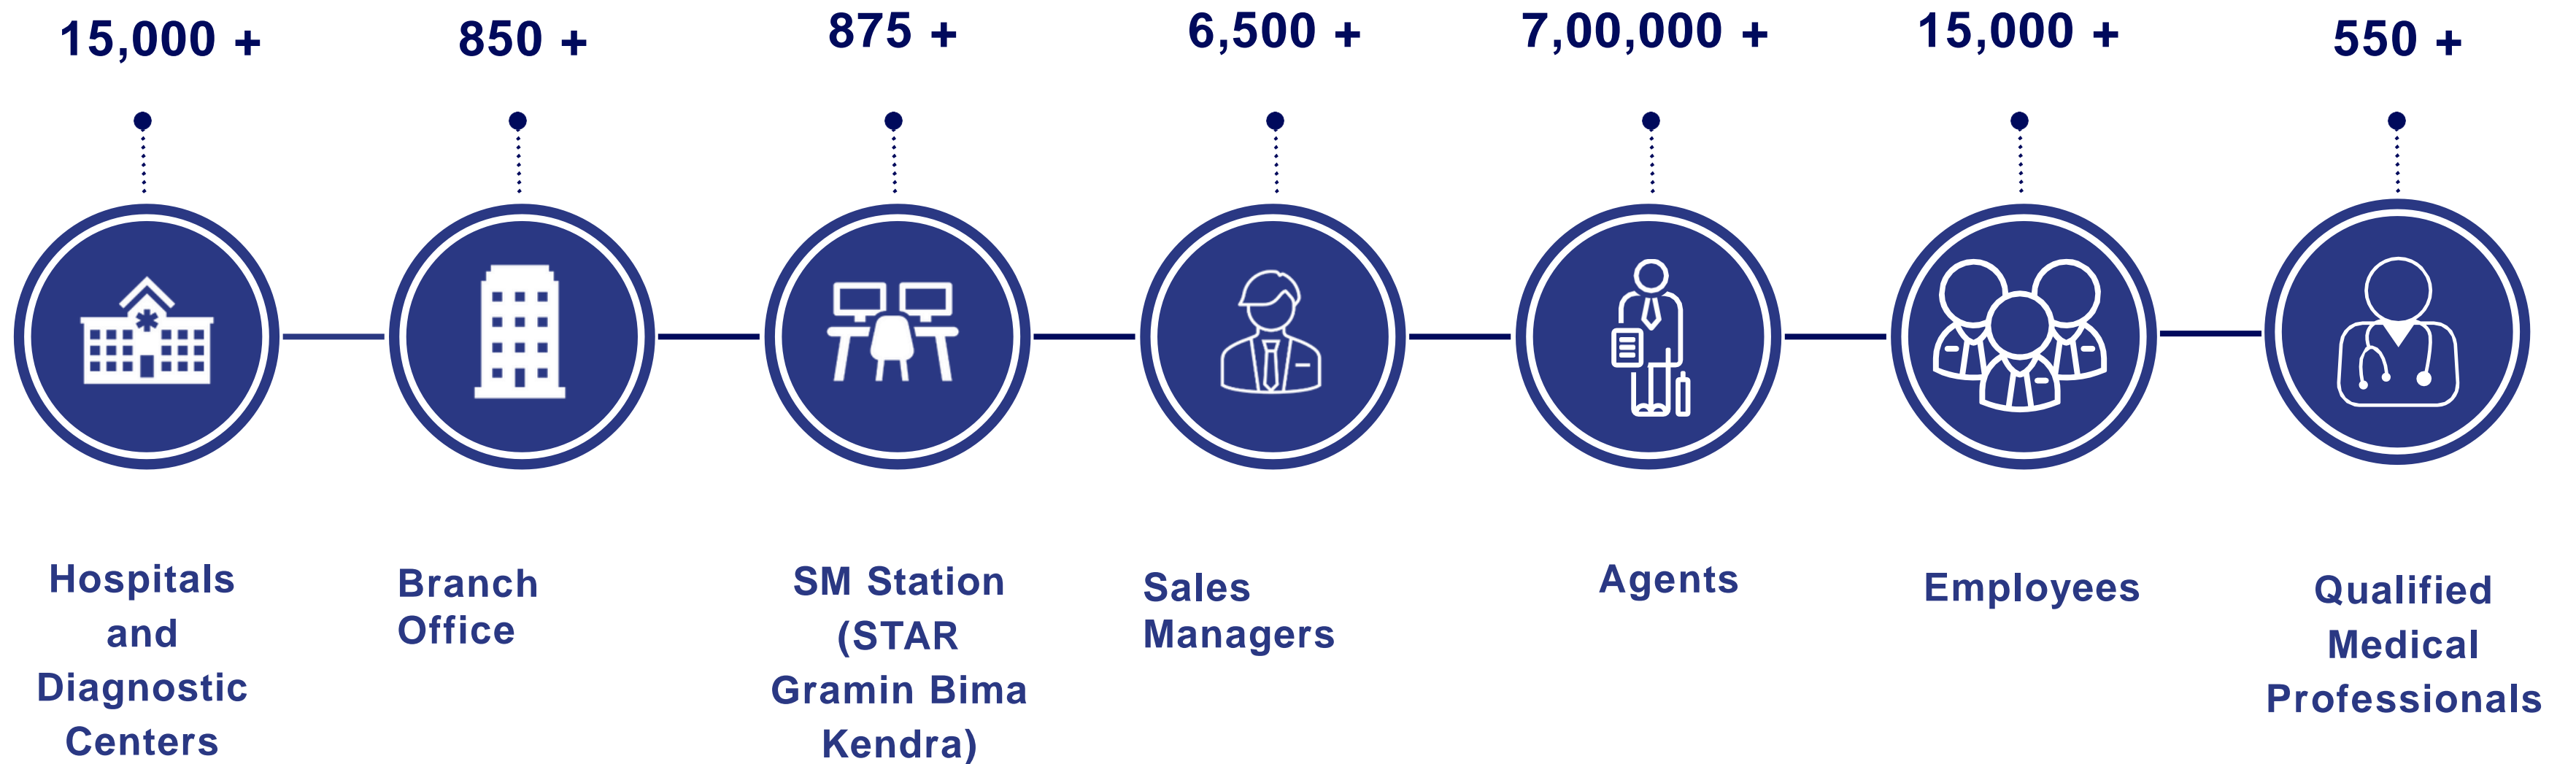 15,000 +
850 +
875 +
6,500 +
7,00,000 +
15,000 +
550 +
Hospitals
and
Diagnostic
Centers
Branch
Office
SM Station
(STAR
Gramin Bima
Kendra)
Sales
Managers
Agents
Employees
Qualified
Medical
Professionals